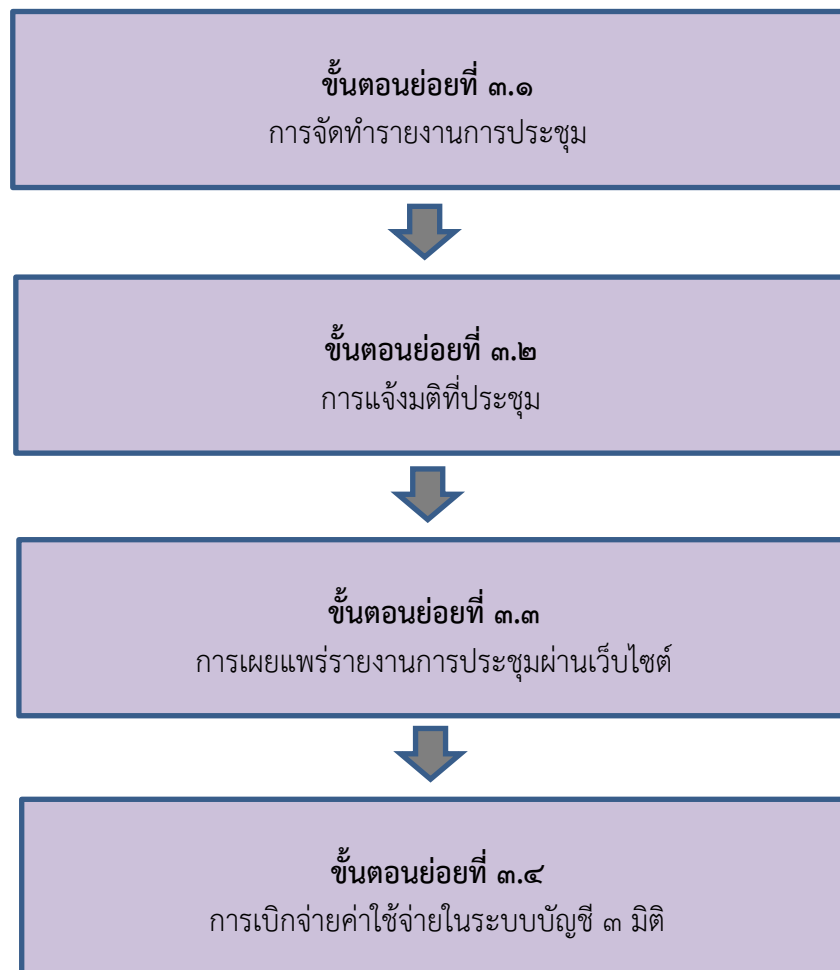 ขั้นตอนย่อยที่ ๓.๑
การจัดทำรายงานการประชุม
ขั้นตอนย่อยที่ ๓.๒
การแจ้งมติที่ประชุม
ขั้นตอนย่อยที่ ๓.๓
การเผยแพร่รายงานการประชุมผ่านเว็บไซต์
ขั้นตอนย่อยที่ ๓.๔
การเบิกจ่ายค่าใช้จ่ายในระบบบัญชี ๓ มิติ